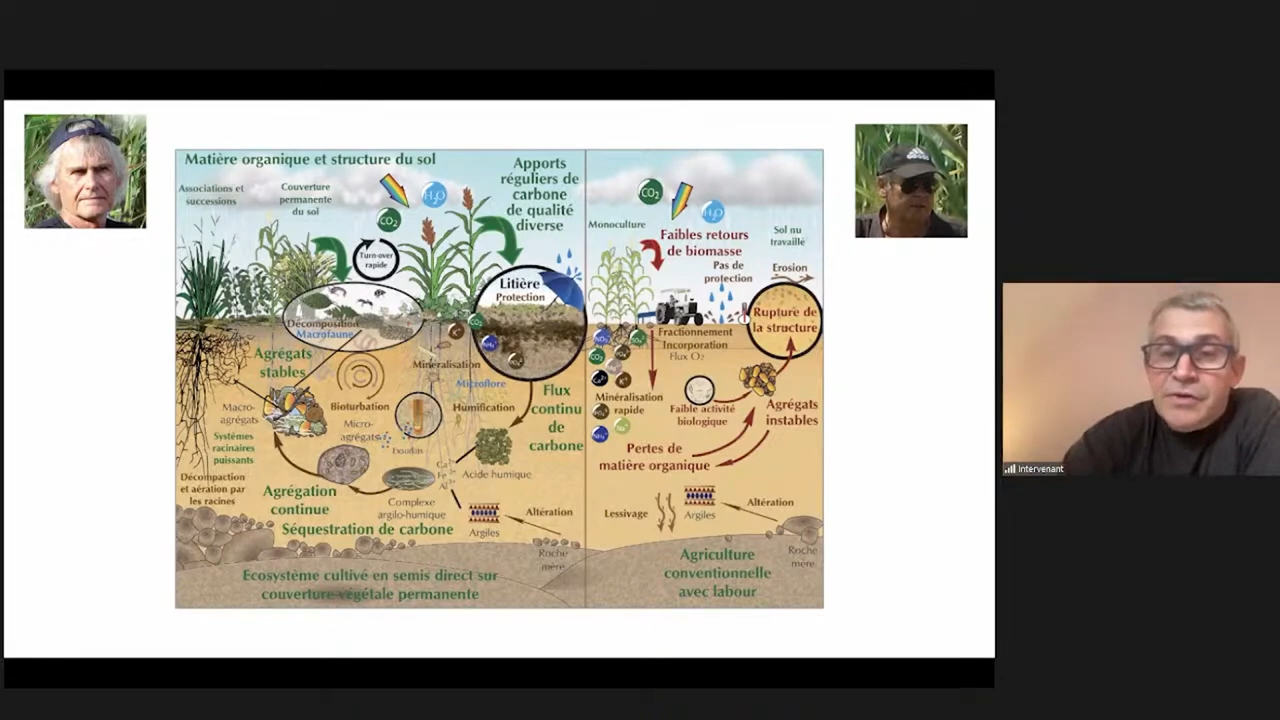 Matière organique et structure du sol
Associations et
successions
Couverture
permanente
du sol
CO2
H2O
Turn-over
rapide
Apports
réguliers de
carbone
de qualité
diverse
Litière
Protection
Décomposition
Macrofaune
Agrégats
stables
Minéralisation
Microflore
Humification
Flux
continu
de
carbone
Macro-
agrégats
Bioturbation
Micro-
agrégats
Systèmes
racinaires
puissants
Décompaction
et aération par
les racines
Agrégation
continue
Acide humique
Complexe
argilo-humique
Séquestration de carbone
Argiles
Altération
Roche
mère
Ecosystème cultivé en semis direct sur
couverture végétale permanente
CO2
H2O
Monoculture
Faibles retours
de biomasse
Sol nu
travaillé
Pas de
protection
Erosion
Rupture de
la structure
Fractionnement
Incorporation
Flux O2
Minéralisation
rapide
Faible activité
biologique
Agrégats
instables
Pertes de
matière organique
Lessivage
Argiles
Altération
Roche
mère
Agriculture
conventionnelle
avec labour
adidas
Intervenant